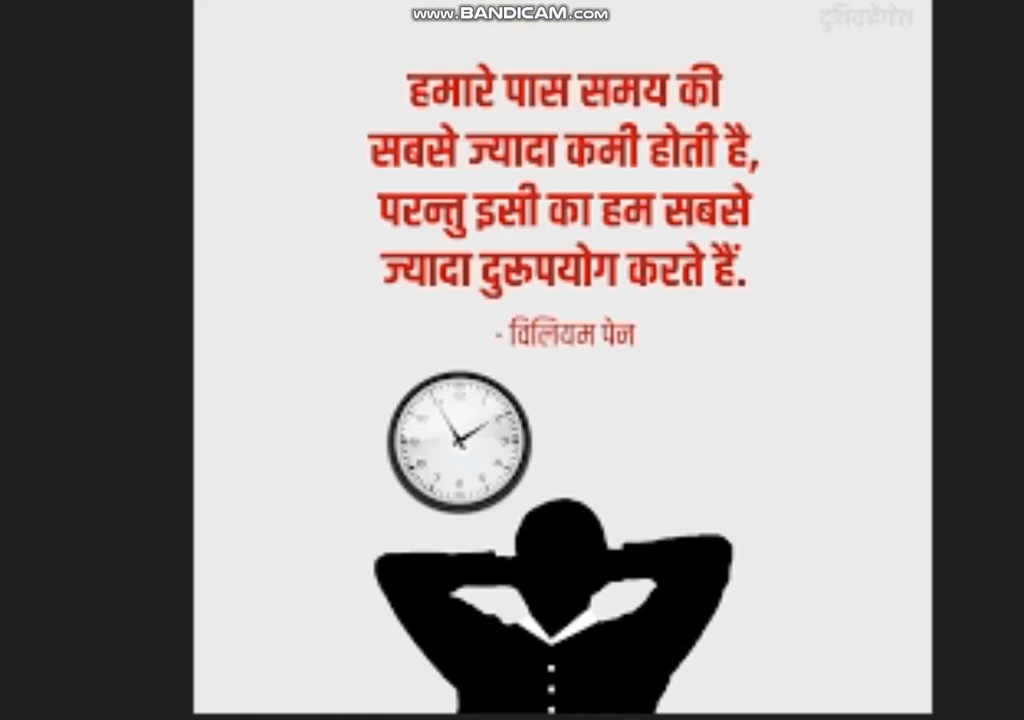 www.BANDICAM.com
हमारे पास समय की
सबसे ज्यादा कमी होती है,
परन्तु इसी का हम सबसे
ज्यादा दुरूपयोग करते हैं.
- विलियम पेन